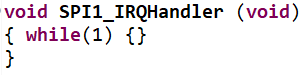 void SPI1_IRQHandler (void)
{ while(1) {}
}